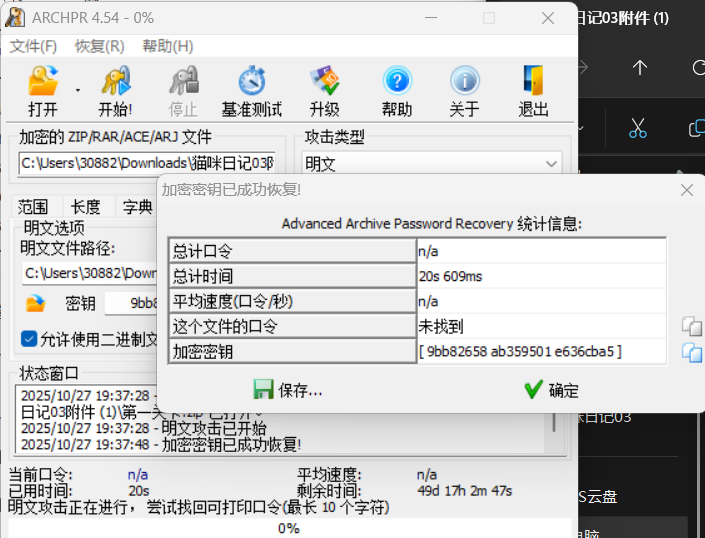 ARCHPR 4.54 - 0%
日记03附件 (1)
文件(F) 恢复(R) 帮助(H)
打开 开始! 停止 基准测试 升级 帮助 关于 退出
加密的 ZIP/RAR/ACE/ARJ 文件
攻击类型
C:\Users\30882\Downloads\猫咪日记03附
明文
范围 长度 字典
明文选项
明文文件路径:
C:\Users\30882\Down
密钥 9bb8
允许使用二进制文
加密密钥已成功恢复!
Advanced Archive Password Recovery 统计信息:
总计口令 n/a
总计时间 20s 609ms
平均速度(口令/秒) n/a
这个文件的口令 未找到
加密密钥 [ 9bb82658 ab359501 e636cba5 ]
保存... 确定
状态窗口
2025/10/27 19:37:28 -
日记03附件 (1)\第一关卡.zip" 已打开。
2025/10/27 19:37:28 - 明文攻击已开始
2025/10/27 19:37:48 - 加密密钥已成功恢复!
当前口令: n/a 平均速度: n/a
已用时间: 20s 剩余时间: 49d 17h 2m 47s
明文攻击正在进行，尝试找回可打印口令(最长 10 个字符)
0%
日记03
S云盘
电脑